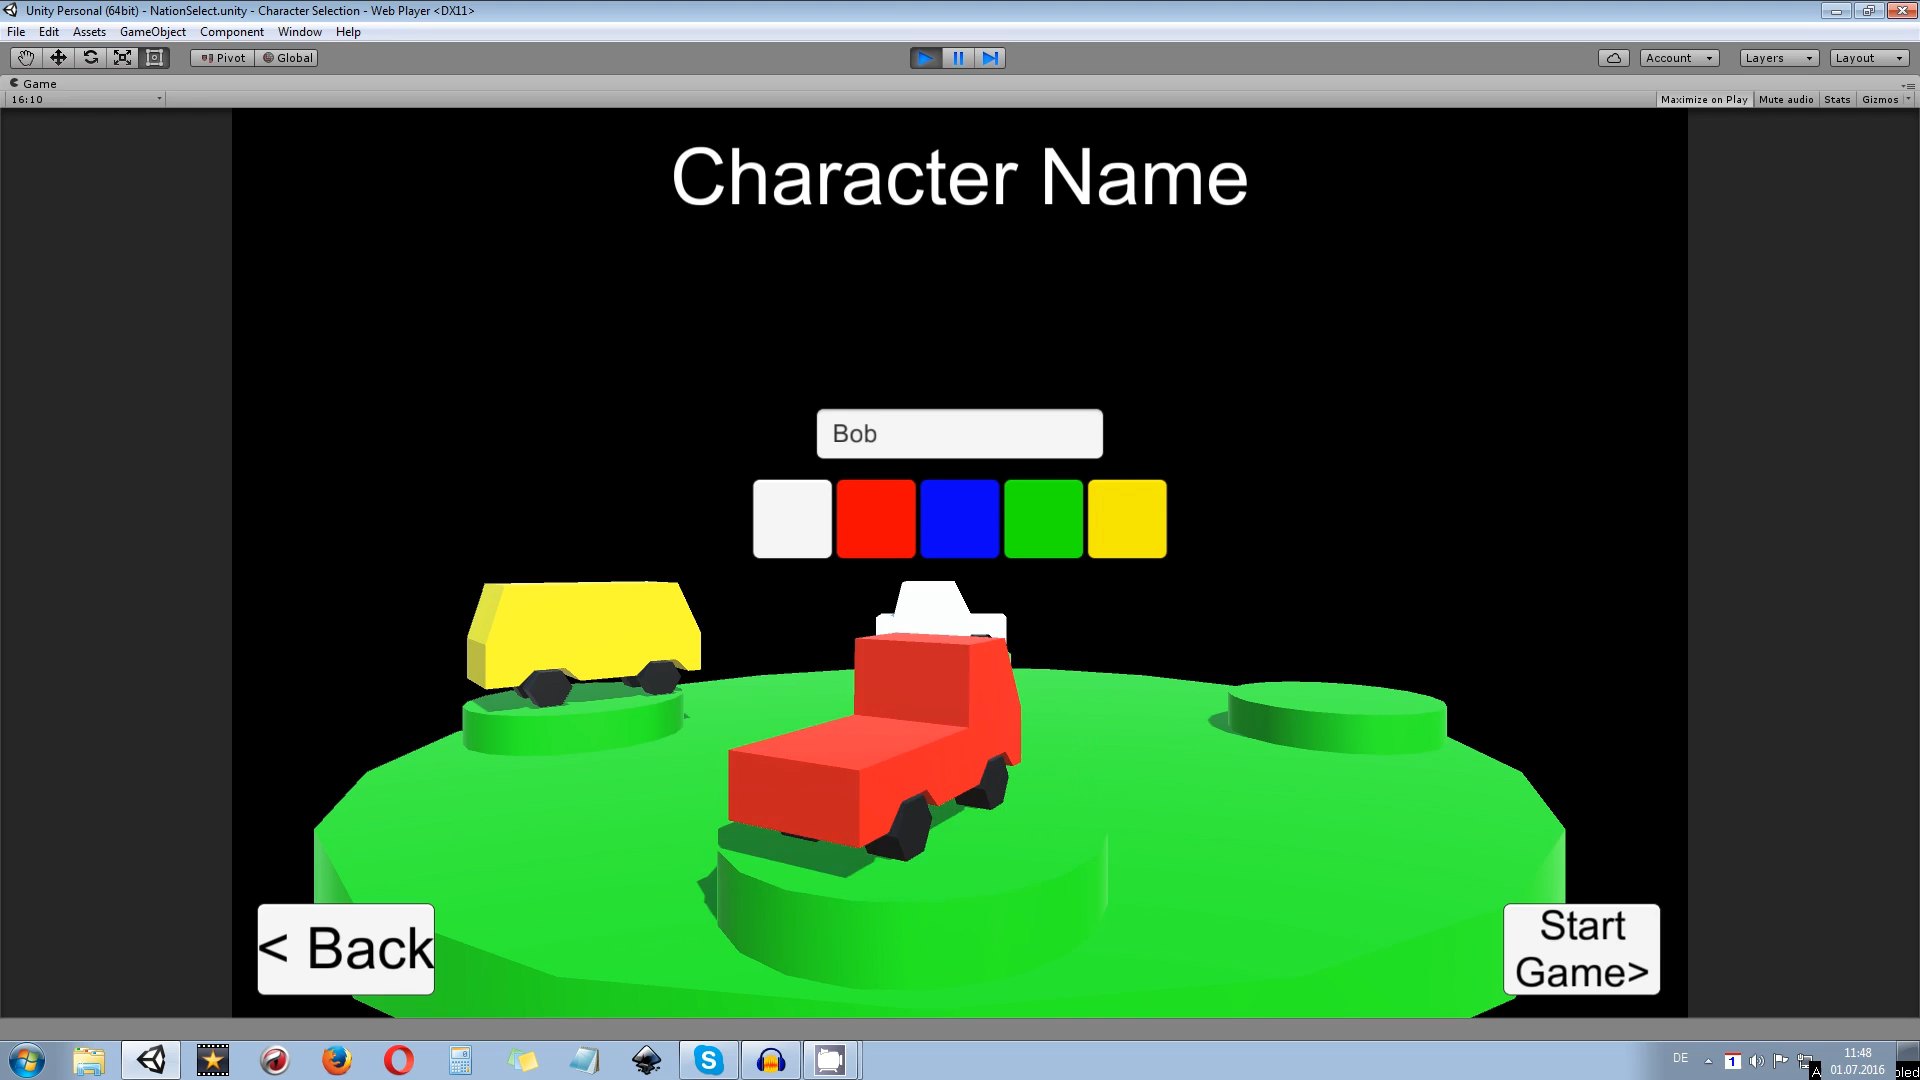 Unity Personal (64bit) - NationSelect.unity - Character Selection - Web Player <DX11>
File Edit Assets GameObject Component Window Help
Pivot Global Account Layers Layout
Game
16:10 Maximize on Play Mute audio Stats Gizmos
Character Name
Bob
< Back
Start
Game>
DE 1 11:48
01.07.2016